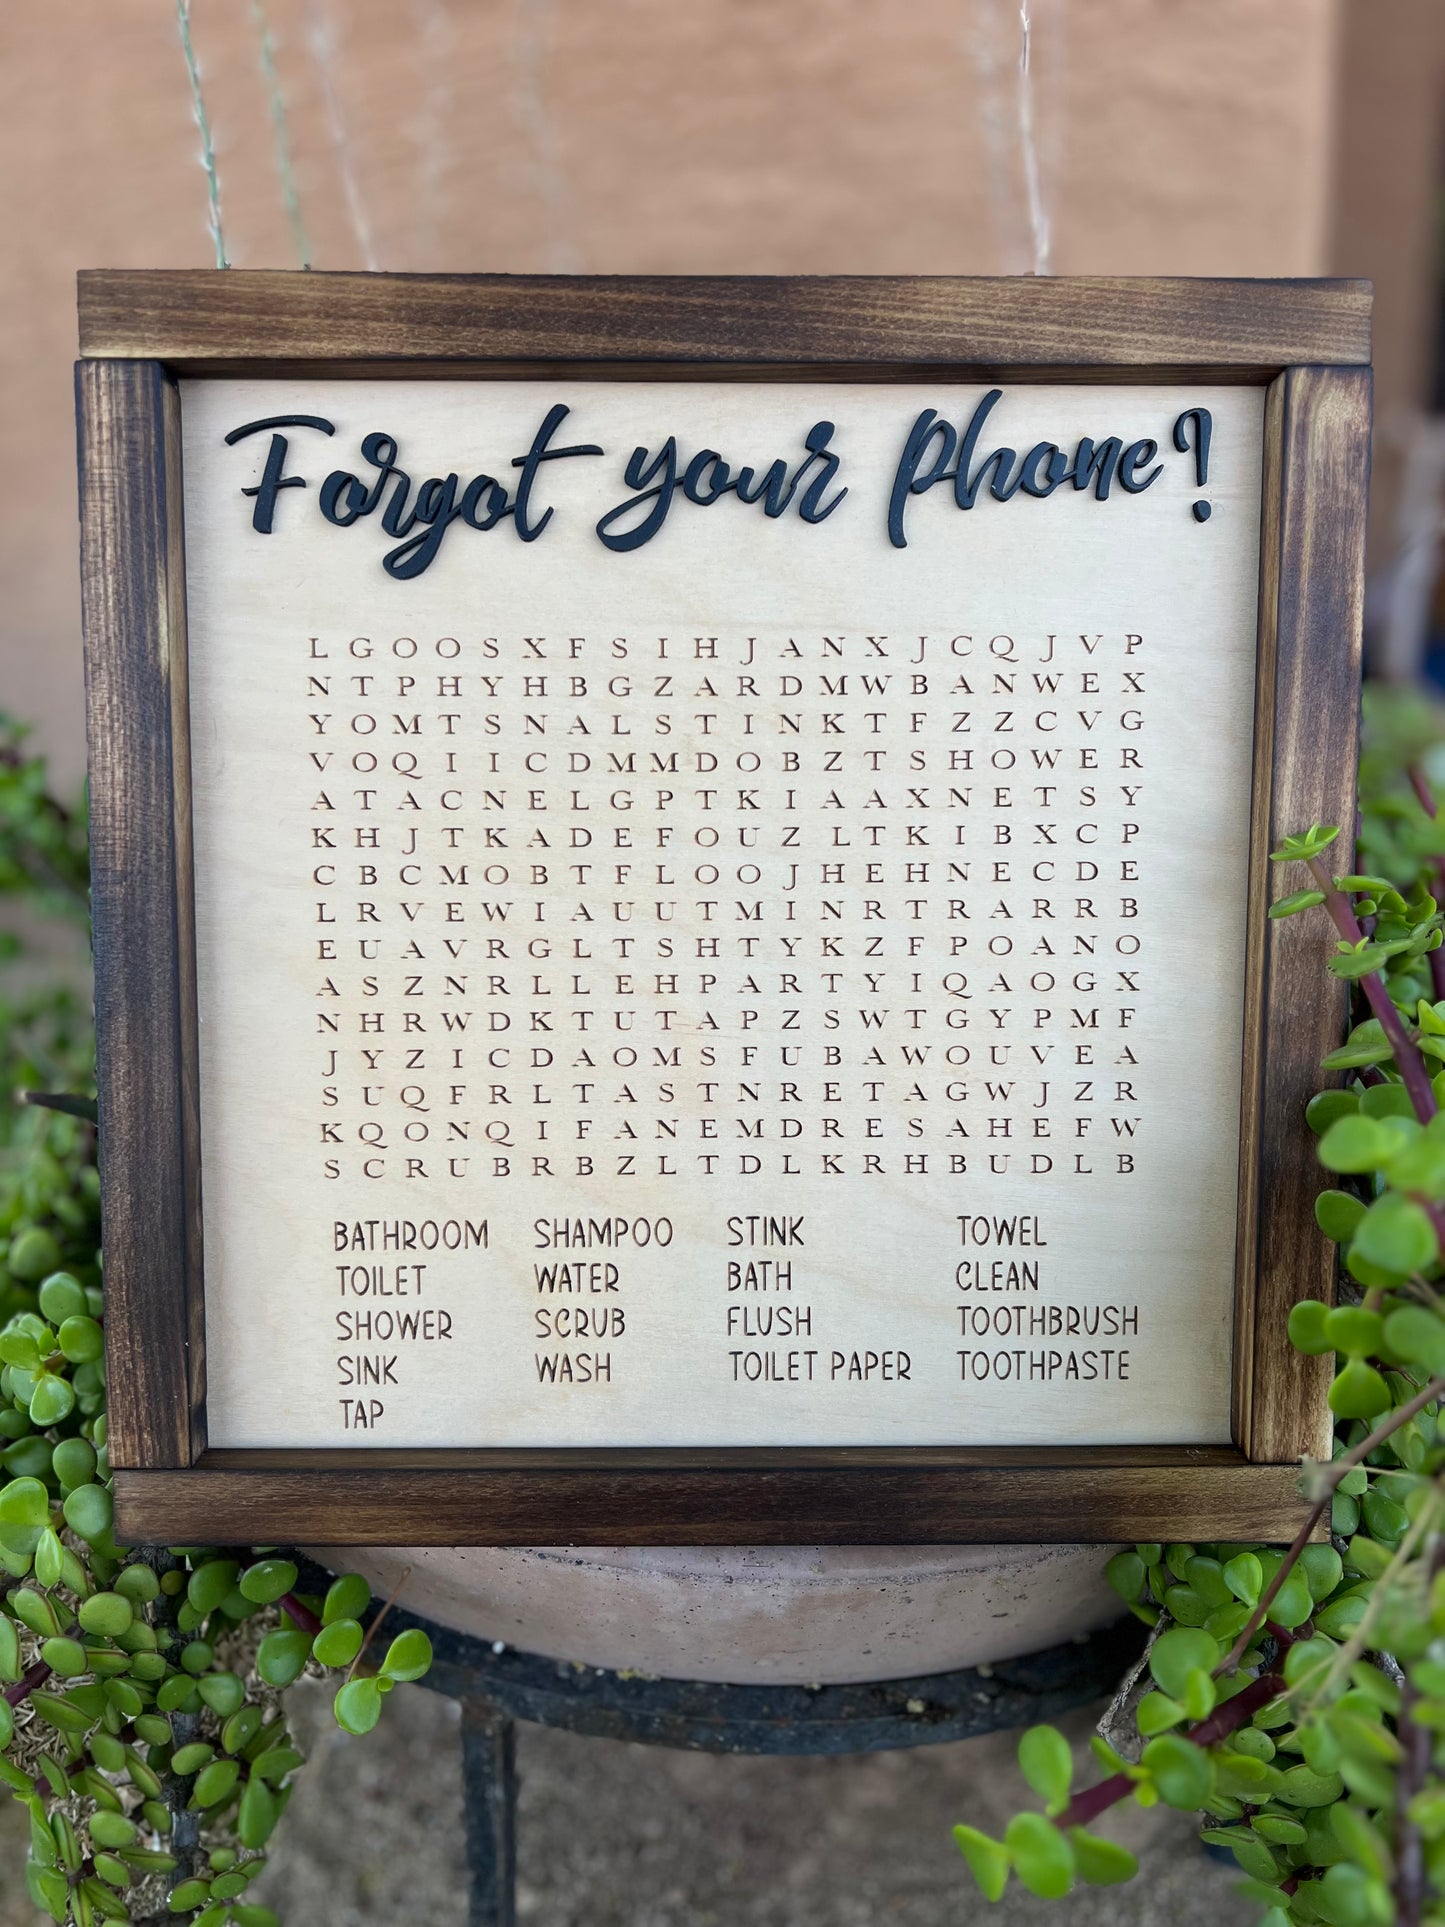 Forgot your Phone?
L G O O S X F S I H J A N X J C Q J V P
N T P H Y H B G Z A R D M W B A N W E X
Y O M T S N A L S T I N K T F Z Z C V G
V O Q I I C D M M D O B Z T S H O W E R
A T A C N E L G P T K I A A X N E T S Y
K H J T K A D E F O U Z L T K I B X C P
C B C M O B T F L O O J H E H N E C D E
L R V E W I A U U T M I N R T R A R R B
E U A V R G L T S H T Y K Z F P O A N O
A S Z N R L L E H P A R T Y I Q A O G X
N H R W D K T U T A P Z S W T G Y P M F
J Y Z I C D A O M S F U B A W O U V E A
S U Q F R L T A S T N R E T A G W J Z R
K Q O N Q I F A N E M D R E S A H E F W
S C R U B R B Z L T D L K R H B U D L B
BATHROOM SHAMPOO STINK TOWEL
TOILET WATER BATH CLEAN
SHOWER SCRUB FLUSH TOOTHBRUSH
SINK WASH TOILET PAPER TOOTHPASTE
TAP